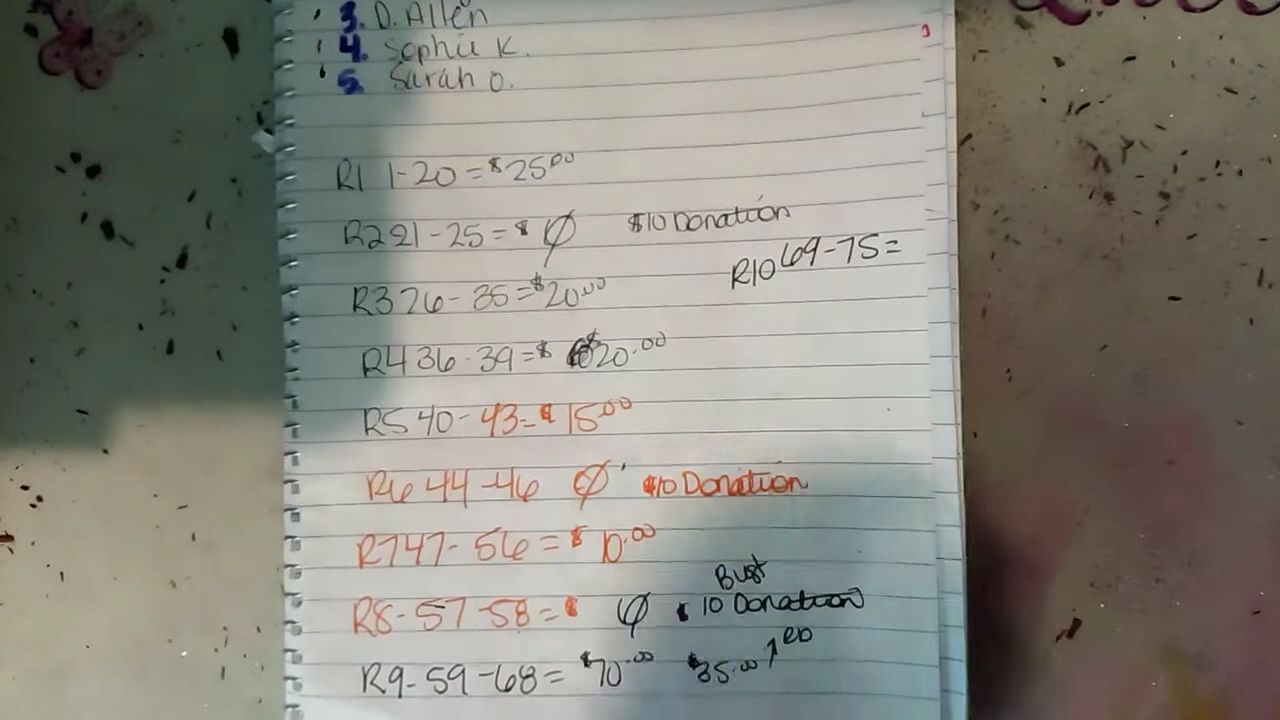 3. D. Allen
4. Sophie K.
5. Sarah O.
R1 1-20 = $25.00
R2 21-25 = $ Ø $10 Donation
R10 69-75=
R3 26-35 = $20.00
R4 36-39 = $ $20.00
R5 40-43= $15.00
R6 44-46 Ø $10 Donation
R7 47-56 = $10.00
Bust
R8-57-58 = $ Ø $10 Donation
R9-59-68= $70.00 $35.00 ea